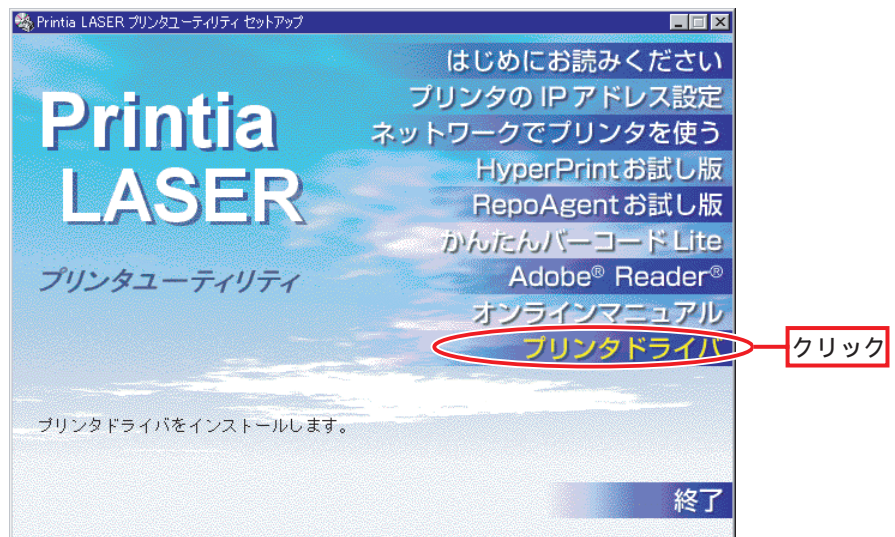 Printia LASER プリンタユーティリティ セットアップ
はじめにお読みください
プリンタの IP アドレス設定
ネットワークでプリンタを使う
HyperPrintお試し版
RepoAgentお試し版
かんたんバーコード Lite
Adobe® Reader®
オンラインマニュアル
プリンタドライバ
クリック
Printia
LASER
プリンタユーティリティ
プリンタドライバをインストールします。
終了